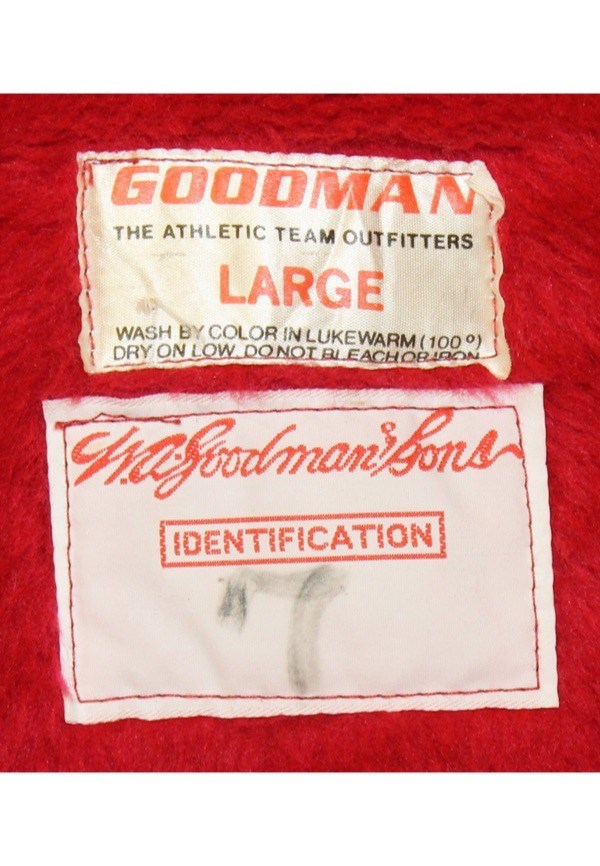 GOODMAN
THE ATHLETIC TEAM OUTFITTERS
LARGE
WASH BY COLOR IN LUKEWARM (100°)
DRY ON LOW. DO NOT BLEACH OR IRON
W.A. Goodman & Sons
IDENTIFICATION
7